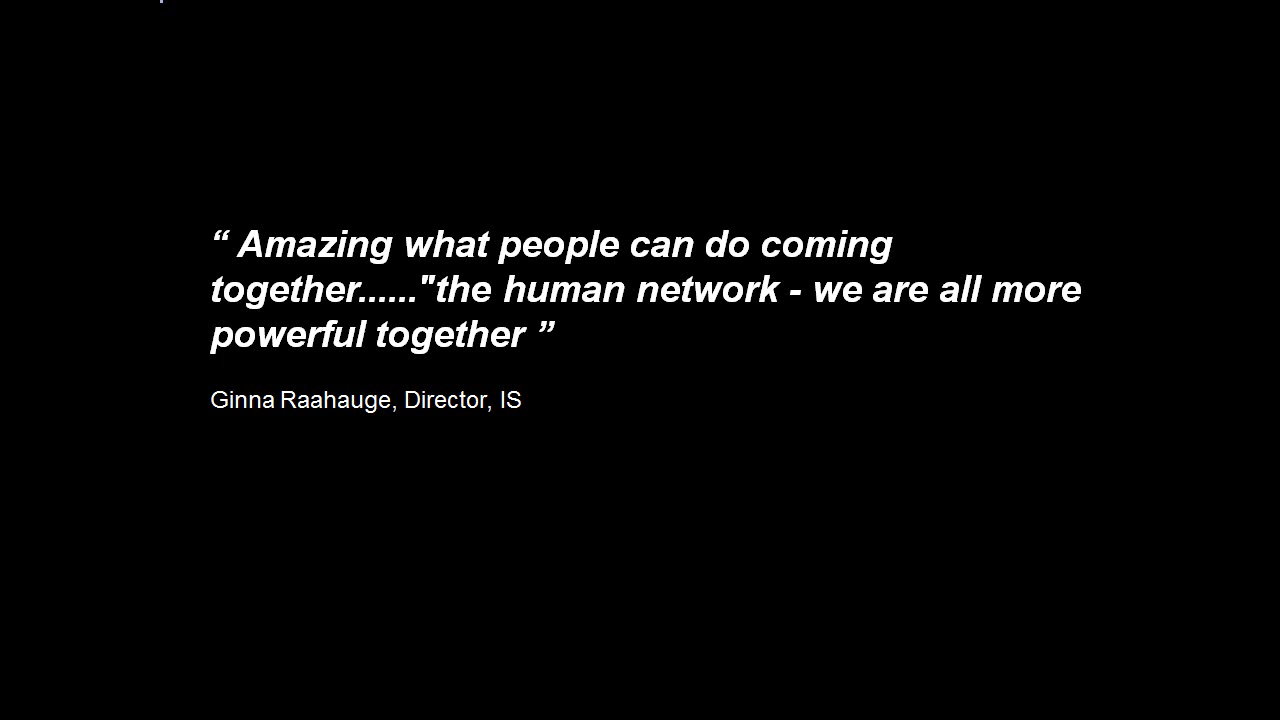 “ Amazing what people can do coming
together......"the human network - we are all more
powerful together ”
Ginna Raahauge, Director, IS